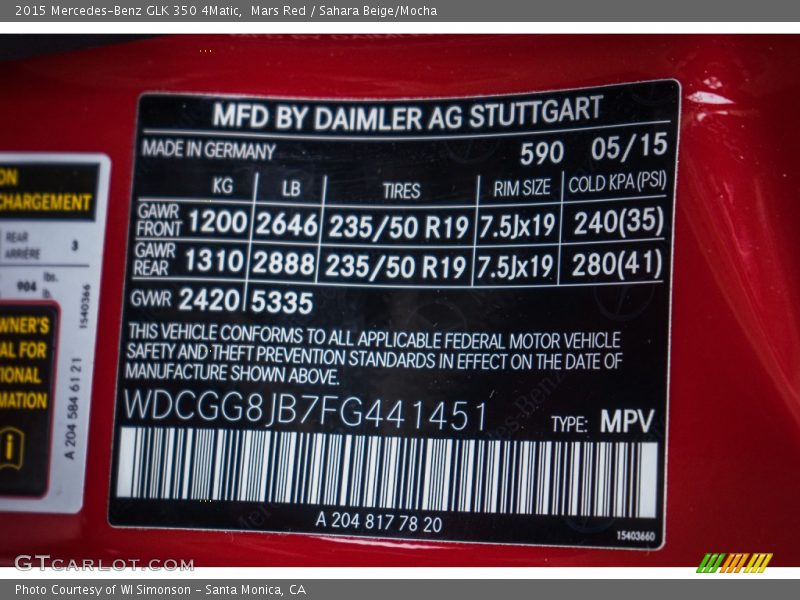 2015 Mercedes-Benz GLK 350 4Matic, Mars Red / Sahara Beige/Mocha
MFD BY DAIMLER AG STUTTGART
MADE IN GERMANY 590 05/15
KG LB TIRES RIM SIZE COLD KPA (PSI)
GAWR FRONT 1200 2646 235/50 R19 7.5Jx19 240(35)
GAWR REAR 1310 2888 235/50 R19 7.5Jx19 280(41)
GWR 2420 5335
THIS VEHICLE CONFORMS TO ALL APPLICABLE FEDERAL MOTOR VEHICLE
SAFETY AND THEFT PREVENTION STANDARDS IN EFFECT ON THE DATE OF
MANUFACTURE SHOWN ABOVE.
WDCGG8JB7FG441451 TYPE: MPV
A 204 817 78 20
15403660
ON
CHARGEMENT
REAR
ARRIÈRE 3
904 lbs.
lb.
1540366
WNER'S
AL FOR
IONAL
MATION
i
A 204 584 61 21
GTcarlot.com
Photo Courtesy of WI Simonson - Santa Monica, CA